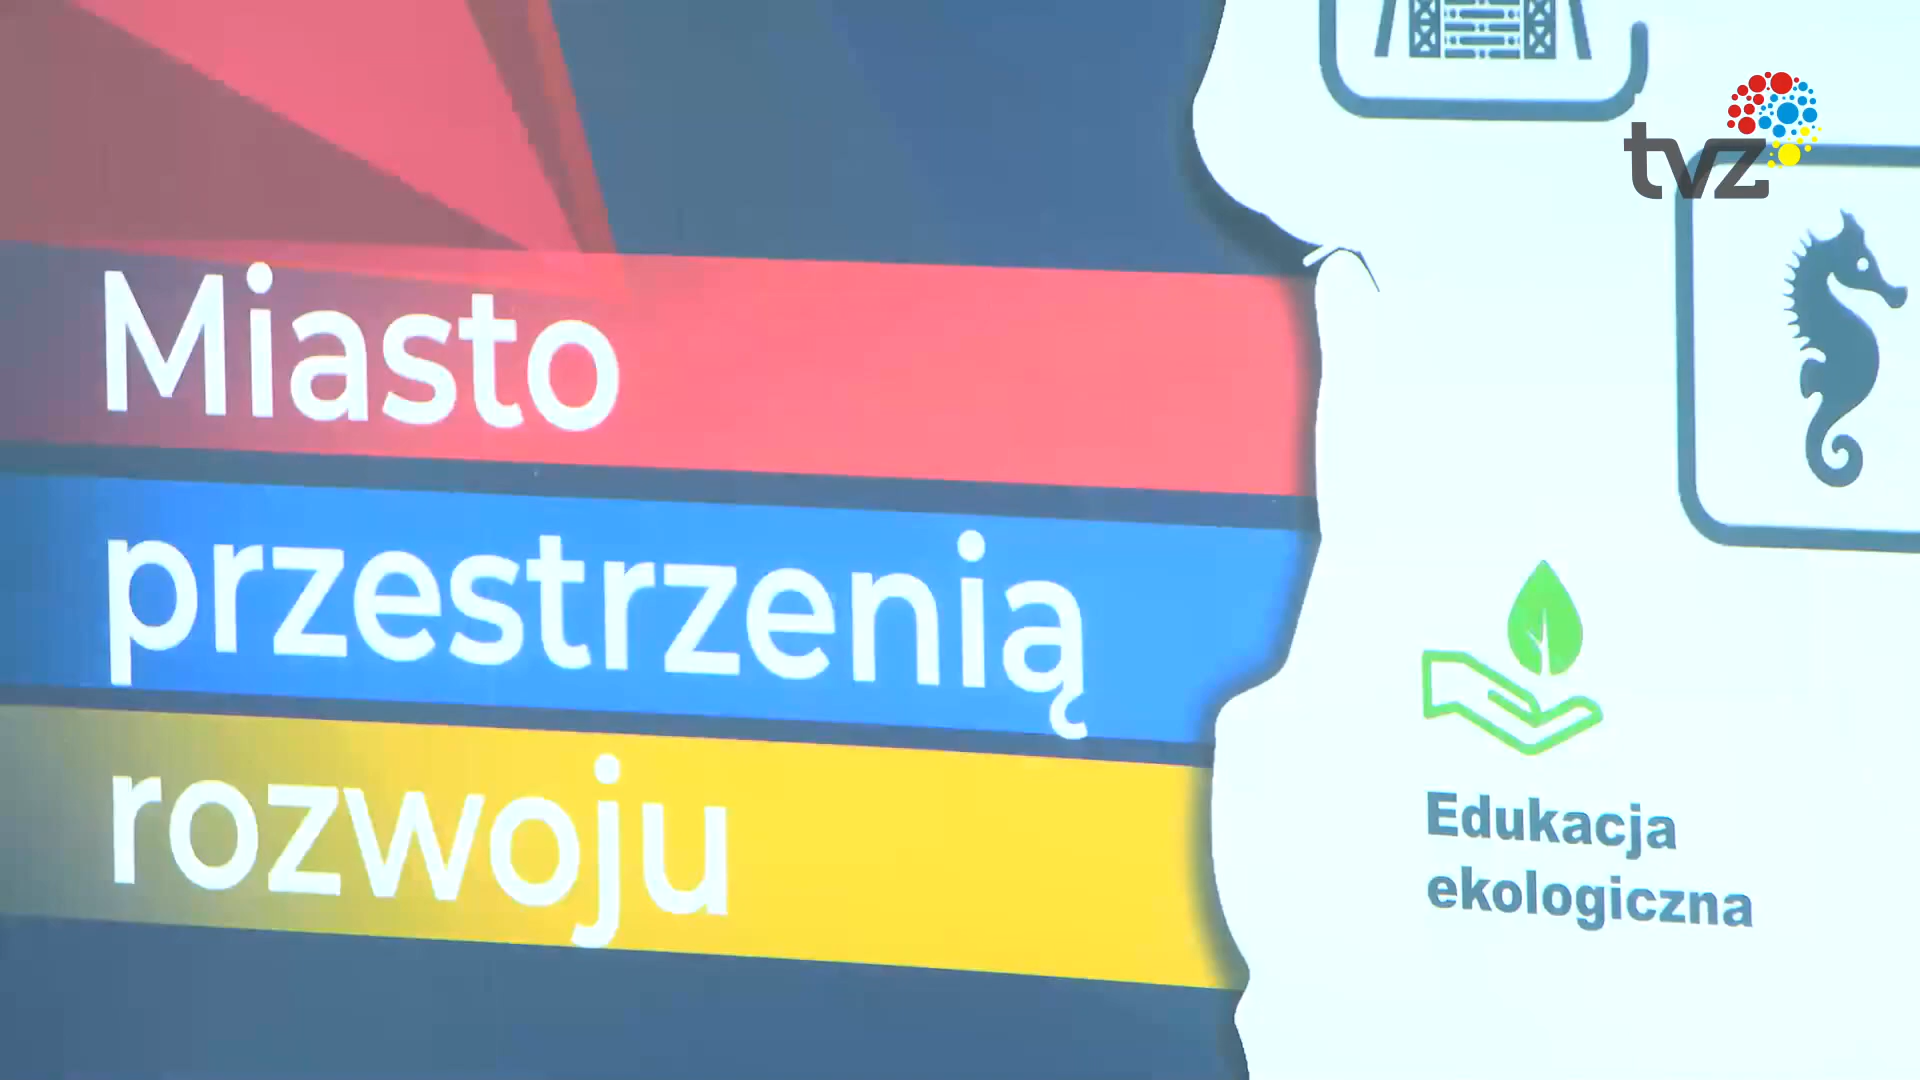 tvz
Miasto
przestrzenią
rozwoju
Edukacja
ekologiczna